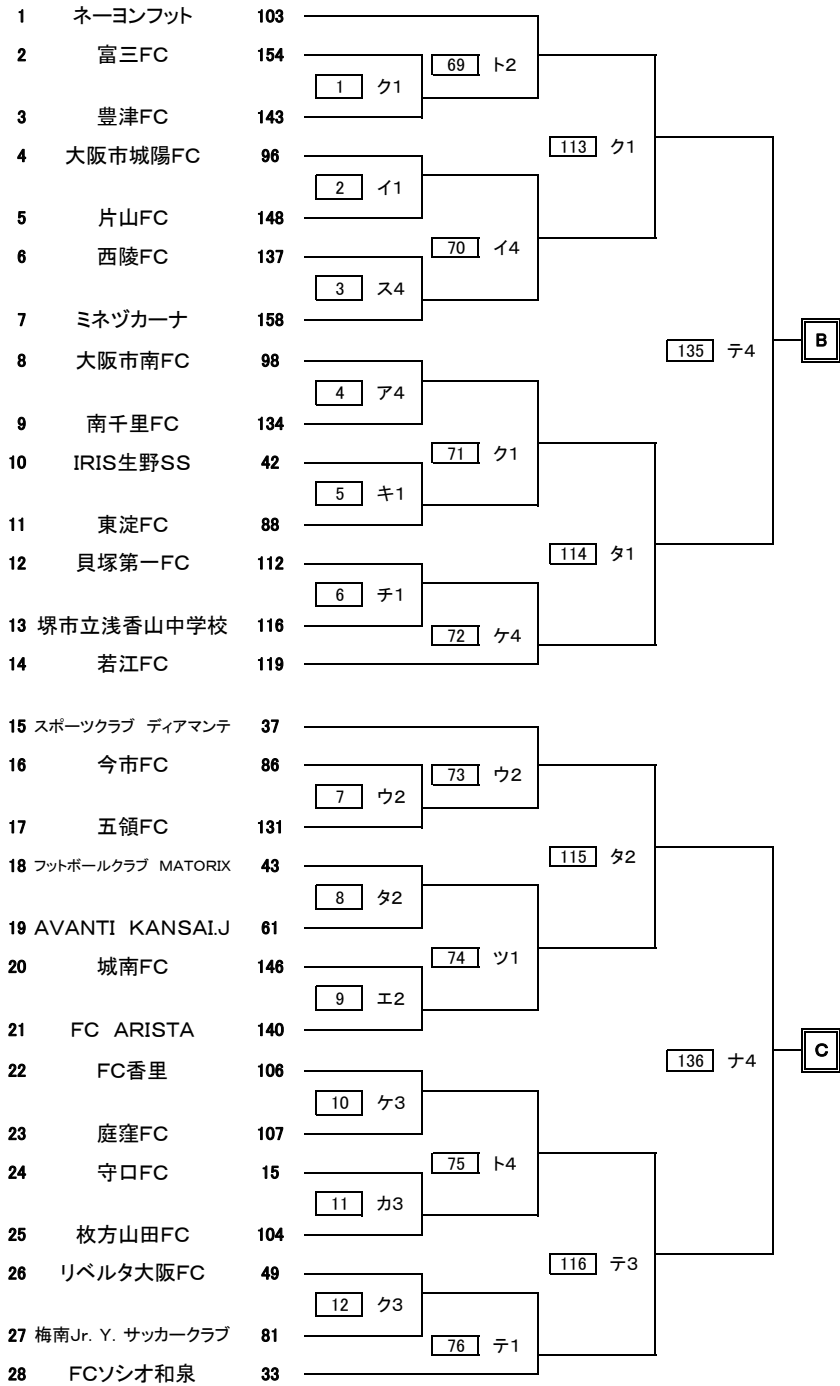 1 ネーヨンフット 103
2 富三FC 154
69 ト2
1 ク1
3 豊津FC 143
113 ク1
4 大阪市城陽FC 96
2 イ1
5 片山FC 148
70 イ4
6 西陵FC 137
3 ス4
7 ミネヅカーナ 158
B
135 テ4
8 大阪市南FC 98
4 ア4
9 南千里FC 134
71 ク1
10 IRIS生野SS 42
5 キ1
11 東淀FC 88
114 タ1
12 貝塚第一FC 112
6 チ1
13 堺市立浅香山中学校 116
72 ケ4
14 若江FC 119
15 スポーツクラブ ディアマンテ 37
16 今市FC 86
73 ウ2
7 ウ2
17 五領FC 131
115 タ2
18 フットボールクラブ MATORIX 43
8 タ2
19 AVANTI KANSAI.J 61
74 ツ1
20 城南FC 146
9 エ2
21 FC ARISTA 140
C
136 ナ4
22 FC香里 106
10 ケ3
23 庭窪FC 107
75 ト4
24 守口FC 15
11 カ3
25 枚方山田FC 104
116 テ3
26 リベルタ大阪FC 49
12 ク3
27 梅南Jr. Y. サッカークラブ 81
76 テ1
28 FCソシオ和泉 33